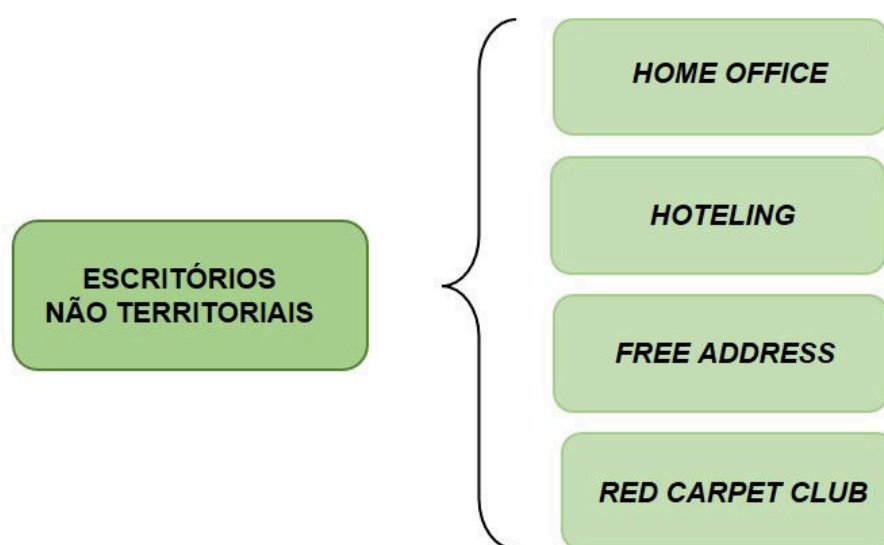 ESCRITÓRIOS
NÃO TERRITORIAIS
HOME OFFICE
HOTELING
FREE ADDRESS
RED CARPET CLUB